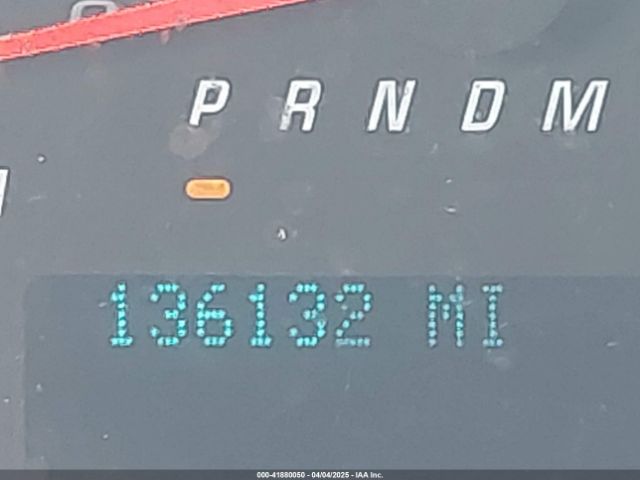 P R N D M
136132 MI
000-41880050 - 04/04/2025 - IAA Inc.